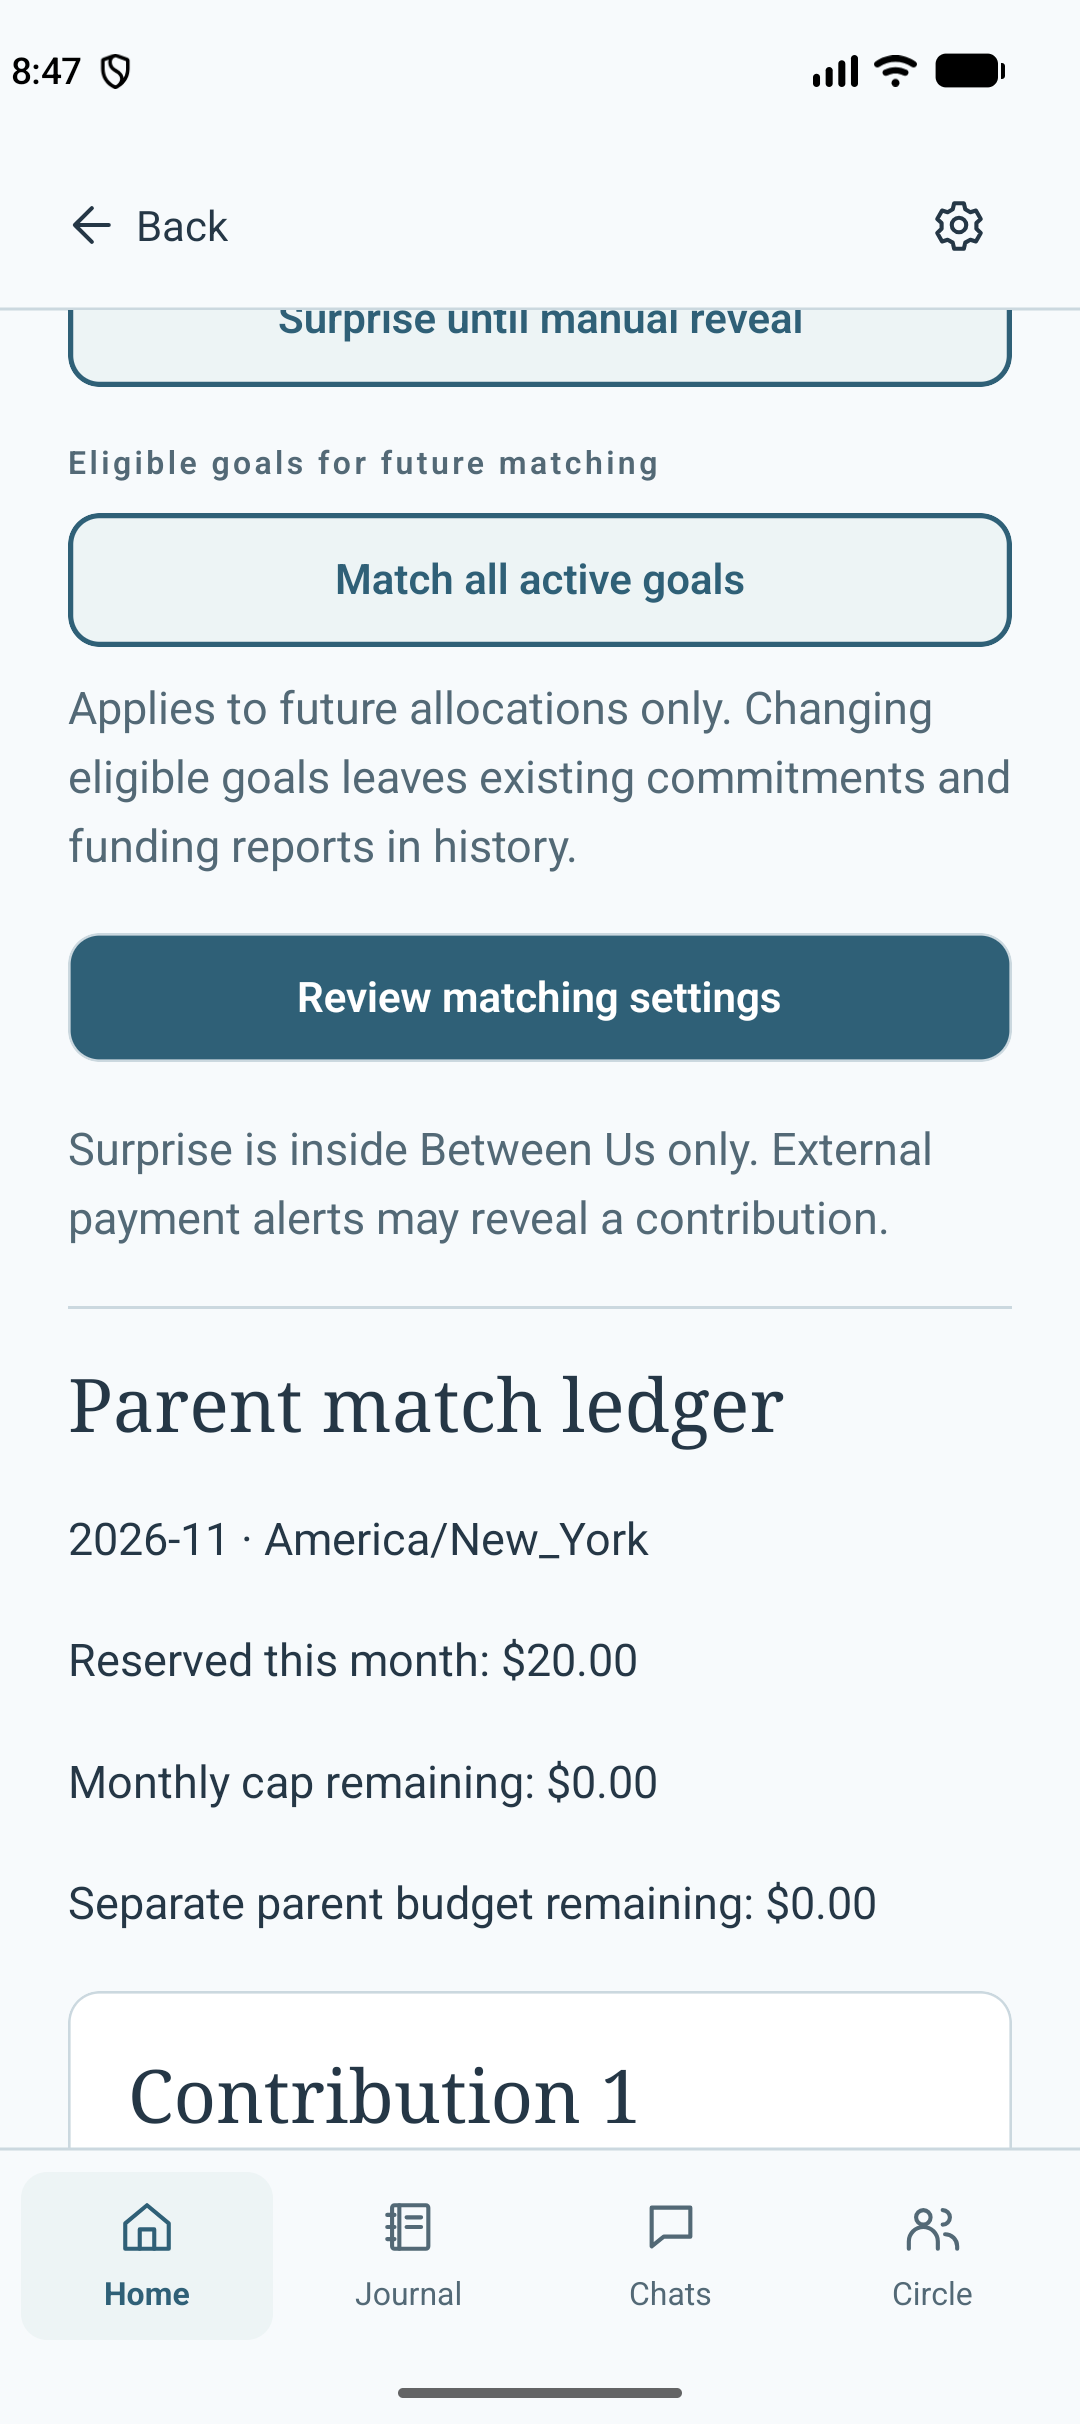 8:47
Back
Surprise until manual reveal
Eligible goals for future matching
Match all active goals
Applies to future allocations only. Changing
eligible goals leaves existing commitments and
funding reports in history.
Review matching settings
Surprise is inside Between Us only. External
payment alerts may reveal a contribution.
Parent match ledger
2026-11 · America/New_York
Reserved this month: $20.00
Monthly cap remaining: $0.00
Separate parent budget remaining: $0.00
Contribution 1
Home
Journal
Chats
Circle